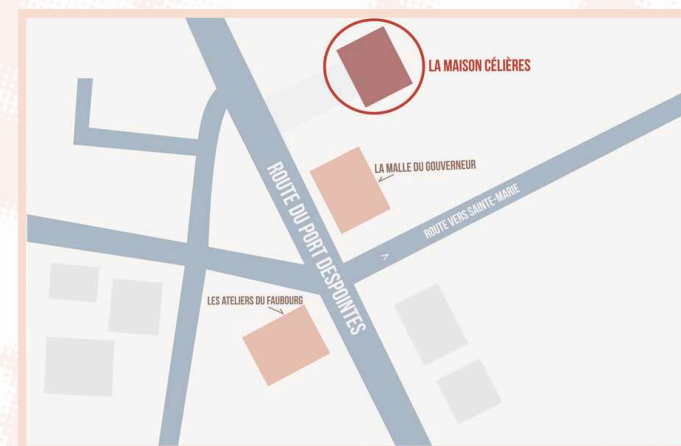 LA MAISON CÉLIÈRES
LA MALLE DU GOUVERNEUR
ROUTE DU PORT DESPOINTES
ROUTE VERS SAINTE-MARIE
LES ATELIERS DU FAUBOURG